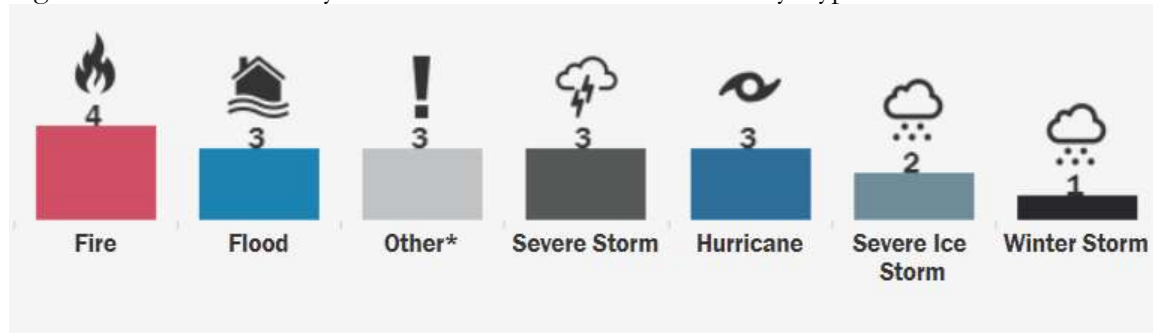 4
3
3
3
3
2
1
Fire
Flood
Other*
Severe Storm
Hurricane
Severe Ice
Storm
Winter Storm